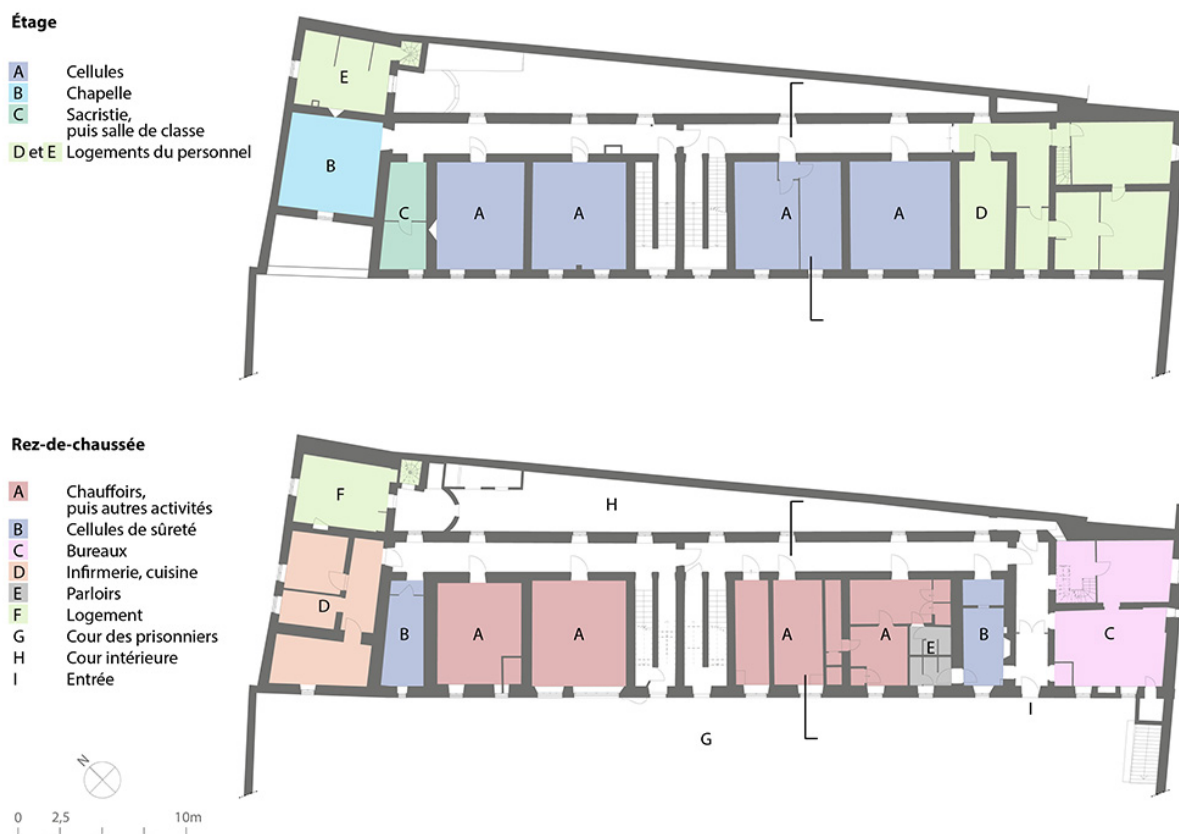 Étage
A Cellules
B Chapelle
C Sacristie,
puis salle de classe
D et E Logements du personnel
E
B
C
A
A
A
A
D
Rez-de-chaussée
A Chauffoirs,
puis autres activités
B Cellules de sûreté
C Bureaux
D Infirmerie, cuisine
E Parloirs
F Logement
G Cour des prisonniers
H Cour intérieure
I Entrée
F
H
D
B
A
A
A
A
E
B
C
G
I
N
0 2,5 10m